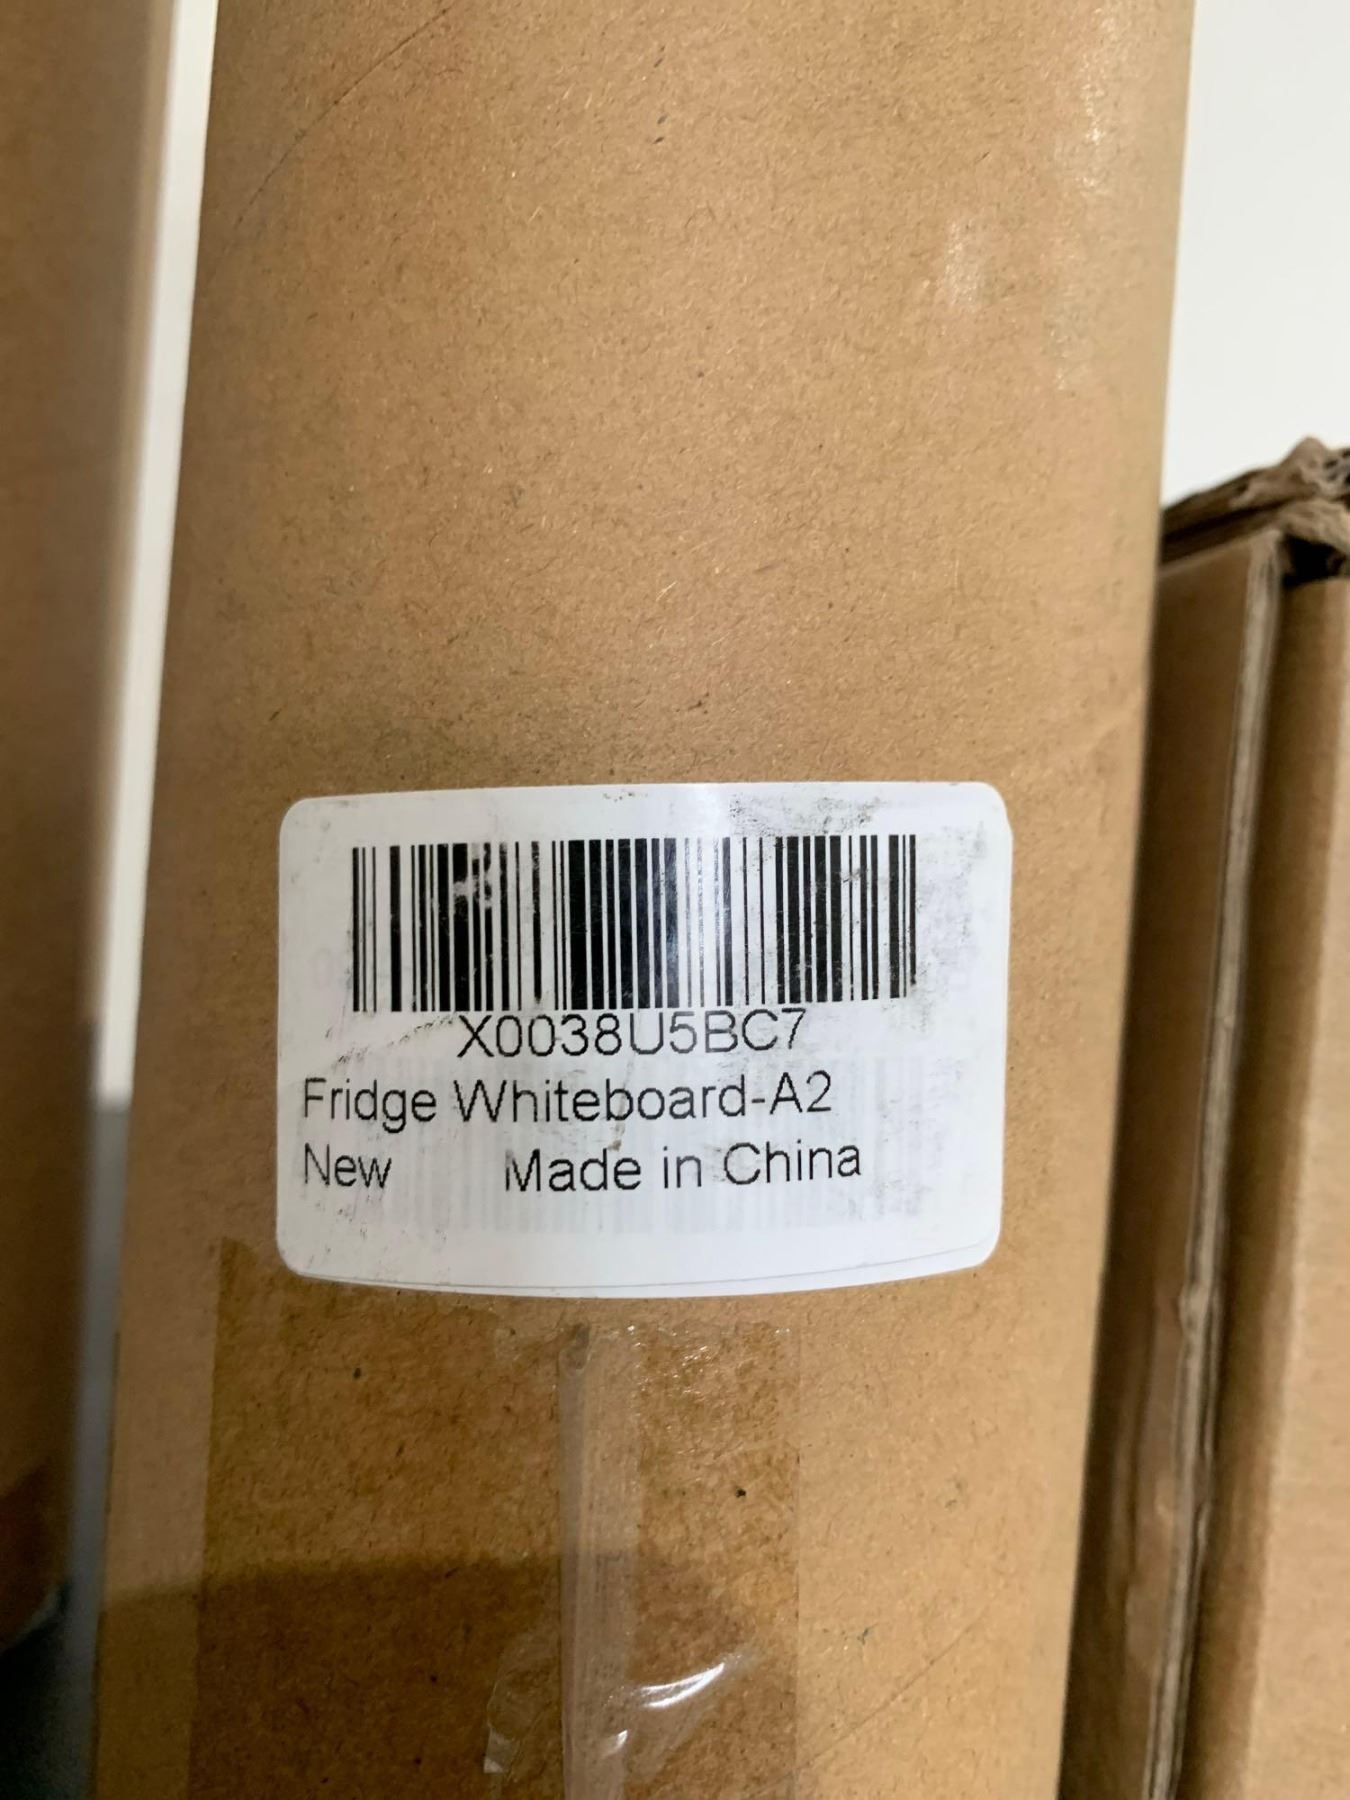 X0038U5BC7
Fridge Whiteboard-A2
New Made in China